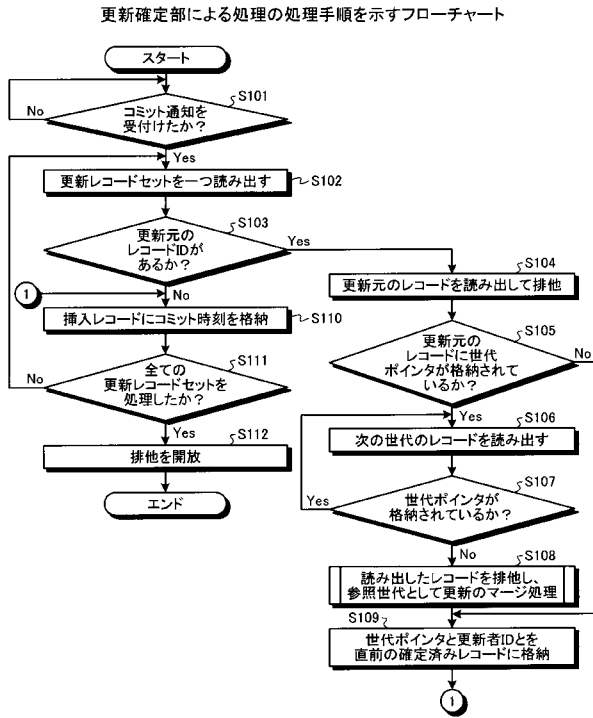 更新確定部による処理の処理手順を示すフローチャート
スタート
S101
コミット通知を
受付けたか？
No
Yes
更新レコードセットを一つ読み出す
S102
S103
更新元の
レコードIDが
あるか？
Yes
No
1
挿入レコードにコミット時刻を格納
S110
S111
全ての
更新レコードセットを
処理したか？
No
Yes
S112
排他を開放
エンド
S104
更新元のレコードを読み出して排他
S105
更新元の
レコードに世代
ポインタが格納されて
いるか？
No
Yes
S106
次の世代のレコードを読み出す
S107
世代ポインタが
格納されているか？
Yes
No
S108
読み出したレコードを排他し、
参照世代として更新のマージ処理
S109
世代ポインタと更新者IDとを
直前の確定済みレコードに格納
1